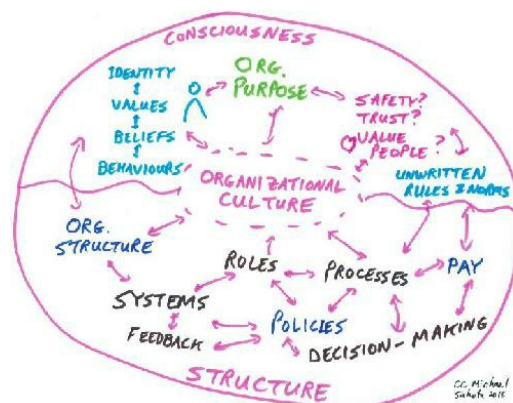 CONSCIOUSNESS
IDENTITY
VALUES
BELIEFS
BEHAVIOURS
ORG.
PURPOSE
SAFETY?
TRUST?
VALUE
PEOPLE?
UNWRITTEN
RULES & NORMS
ORGANIZATIONAL
CULTURE
ORG.
STRUCTURE
ROLES
PROCESSES
PAY
SYSTEMS
FEEDBACK
POLICIES
DECISION-MAKING
STRUCTURE
CC Michael
Sahota 2015